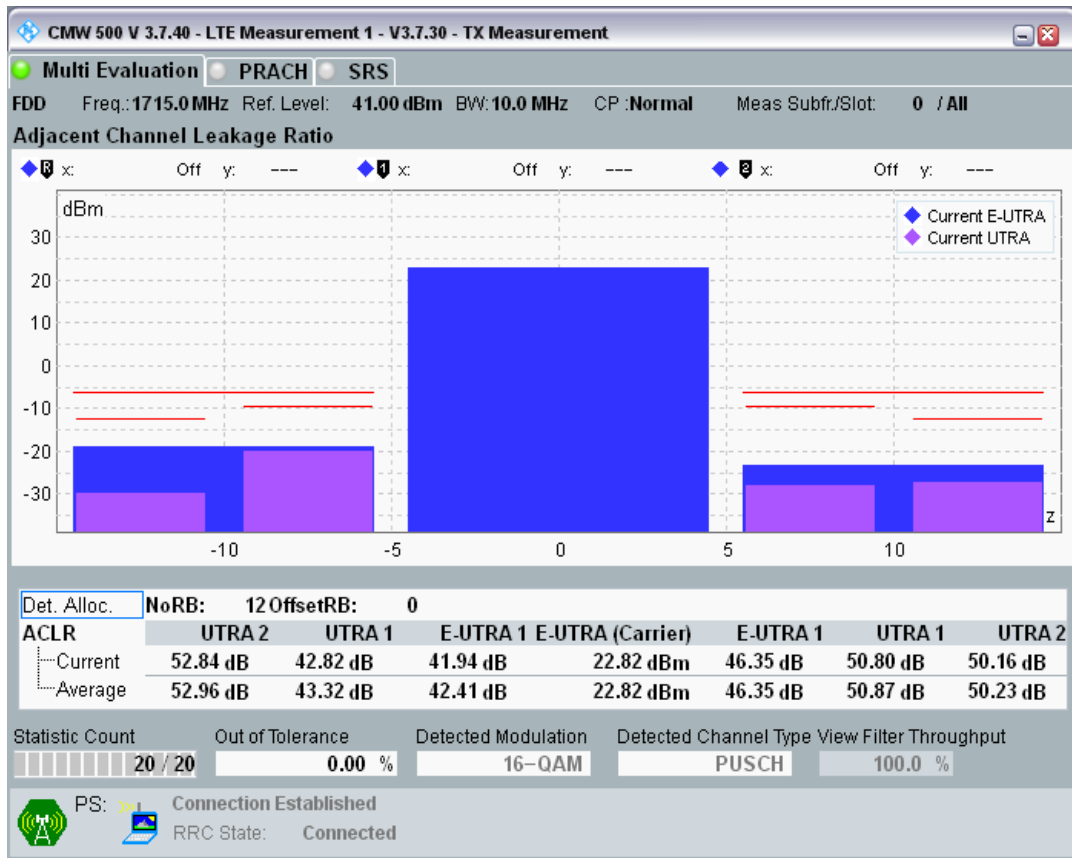 CMW 500 V 3.7.40 - LTE Measurement 1 - V3.7.30 - TX Measurement
Multi Evaluation PRACH SRS
FDD Freq.: 1715.0 MHz Ref. Level: 41.00 dBm BW: 10.0 MHz CP :Normal Meas Subfr./Slot: 0 / All
Adjacent Channel Leakage Ratio
R x: Off y: --- 1 x: Off y: --- 2 x: Off y: ---
dBm
Current E-UTRA
Current UTRA
30
20
10
0
-10
-20
-30
z
-10 -5 0 5 10
Det. Alloc. NoRB: 12 OffsetRB: 0
ACLR UTRA 2 UTRA 1 E-UTRA 1 E-UTRA (Carrier) E-UTRA 1 UTRA 1 UTRA 2
Current 52.84 dB 42.82 dB 41.94 dB 22.82 dBm 46.35 dB 50.80 dB 50.16 dB
Average 52.96 dB 43.32 dB 42.41 dB 22.82 dBm 46.35 dB 50.87 dB 50.23 dB
Statistic Count Out of Tolerance Detected Modulation Detected Channel Type View Filter Throughput
20 / 20 0.00 % 16-QAM PUSCH 100.0 %
PS: Connection Established
RRC State: Connected